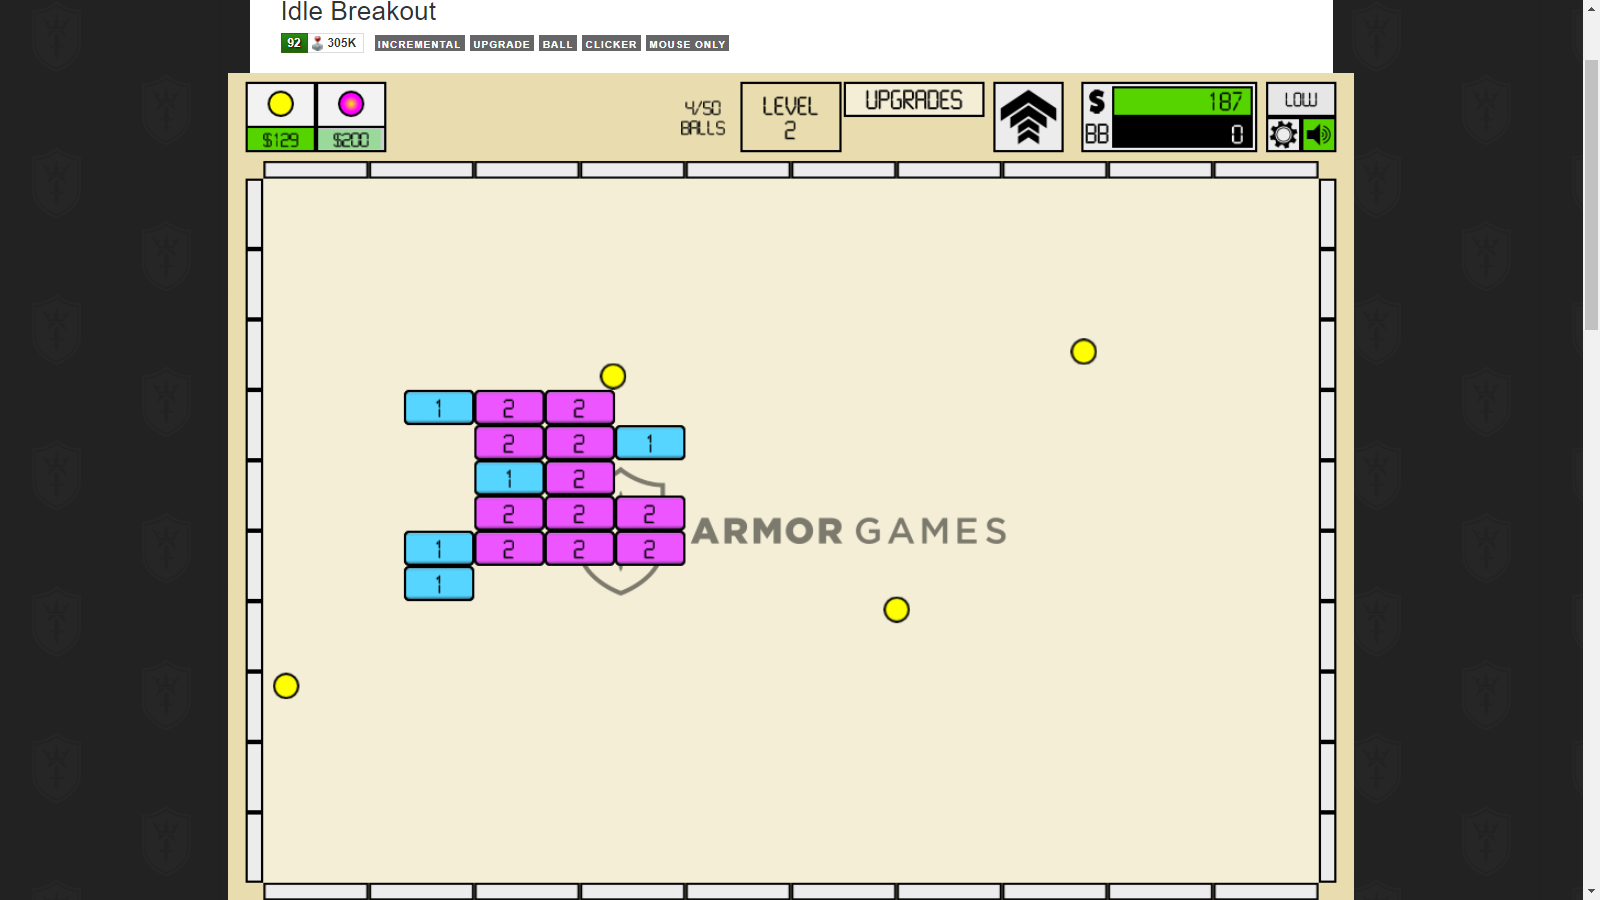 Idle Breakout
92 305K INCREMENTAL UPGRADE BALL CLICKER MOUSE ONLY
$129 $200
4/50
BALLS
LEVEL
2
UPGRADES
$ 187
BB 0
LOW
1 2 2
2 2 1
1 2
2 2 2
1 2 2 2
1
ARMOR GAMES